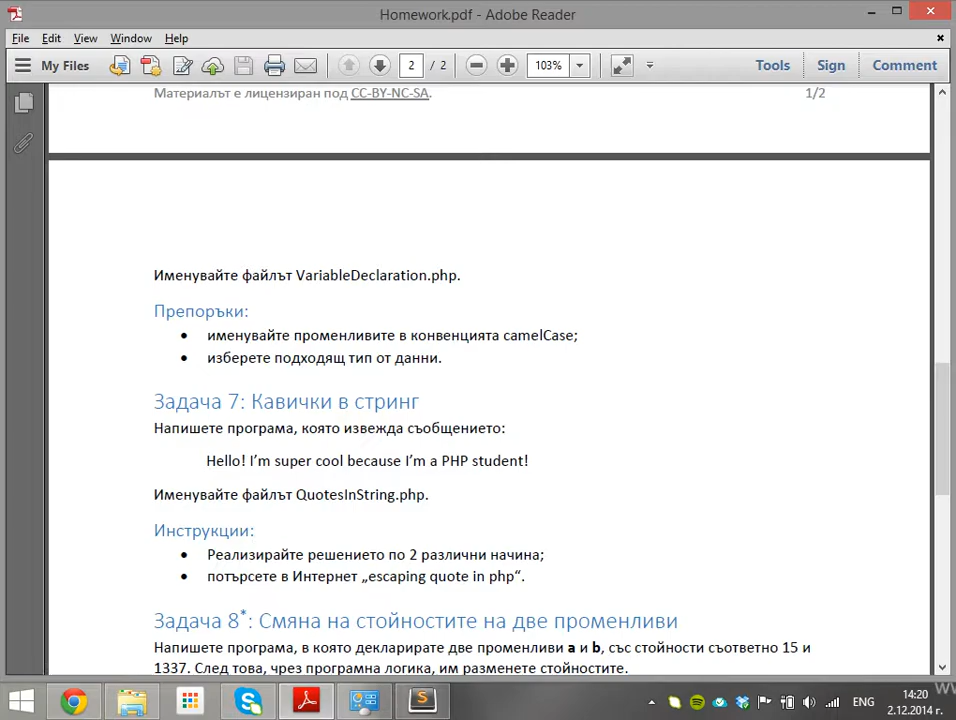 Homework.pdf - Adobe Reader
File Edit View Window Help
My Files 2 / 2 103% Tools Sign Comment
Материалът е лицензиран под CC-BY-NC-SA. 1/2
Именувайте файлът VariableDeclaration.php.
Препоръки:
• именувайте променливите в конвенцията camelCase;
• изберете подходящ тип от данни.
Задача 7: Кавички в стринг
Напишете програма, която извежда съобщението:
Hello! I’m super cool because I’m a PHP student!
Именувайте файлът QuotesInString.php.
Инструкции:
• Реализирайте решението по 2 различни начина;
• потърсете в Интернет „escaping quote in php“.
Задача 8*: Смяна на стойностите на две променливи
Напишете програма, в която декларирате две променливи a и b, със стойности съответно 15 и
1337. След това, чрез програмна логика, им разменете стойностите.
ENG 14:20
2.12.2014 г.